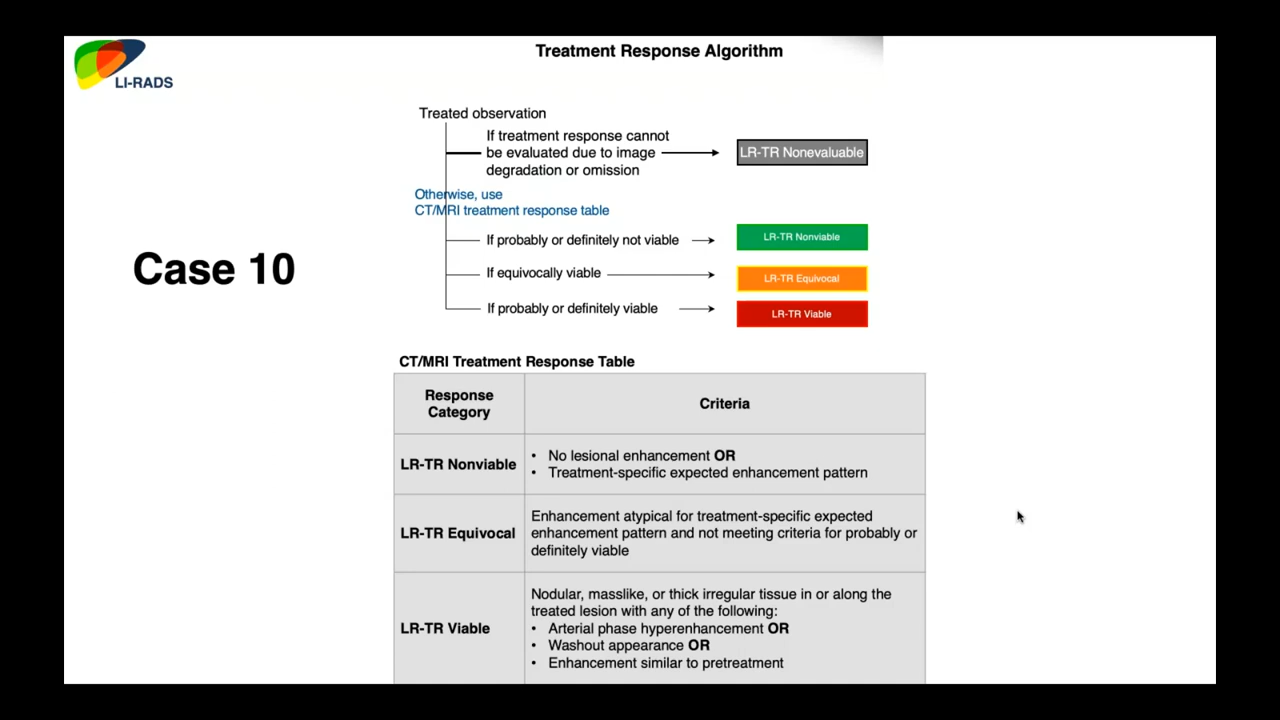 Treatment Response Algorithm
LI-RADS
Treated observation
If treatment response cannot
be evaluated due to image
degradation or omission
LR-TR Nonevaluable
Otherwise, use
CT/MRI treatment response table
If probably or definitely not viable
LR-TR Nonviable
Case 10
If equivocally viable
LR-TR Equivocal
If probably or definitely viable
LR-TR Viable
CT/MRI Treatment Response Table
Response
Category
Criteria
LR-TR Nonviable
• No lesional enhancement OR
• Treatment-specific expected enhancement pattern
LR-TR Equivocal
Enhancement atypical for treatment-specific expected
enhancement pattern and not meeting criteria for probably or
definitely viable
LR-TR Viable
Nodular, masslike, or thick irregular tissue in or along the
treated lesion with any of the following:
• Arterial phase hyperenhancement OR
• Washout appearance OR
• Enhancement similar to pretreatment